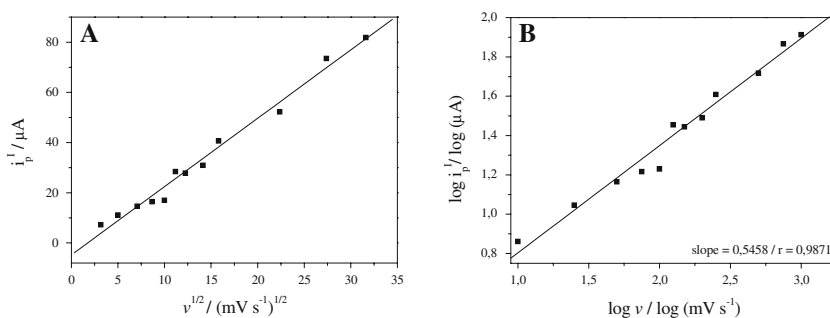 A
80
60
40
20
0
0 5 10 15 20 25 30 35
i_p^I / μA
v^{1/2} / (mV s^{-1})^{1/2}
B
2,0
1,8
1,6
1,4
1,2
1,0
0,8
1,0 1,5 2,0 2,5 3,0
log i_p^I / log (μA)
slope = 0,5458 / r = 0,9871
log v / log (mV s^{-1})